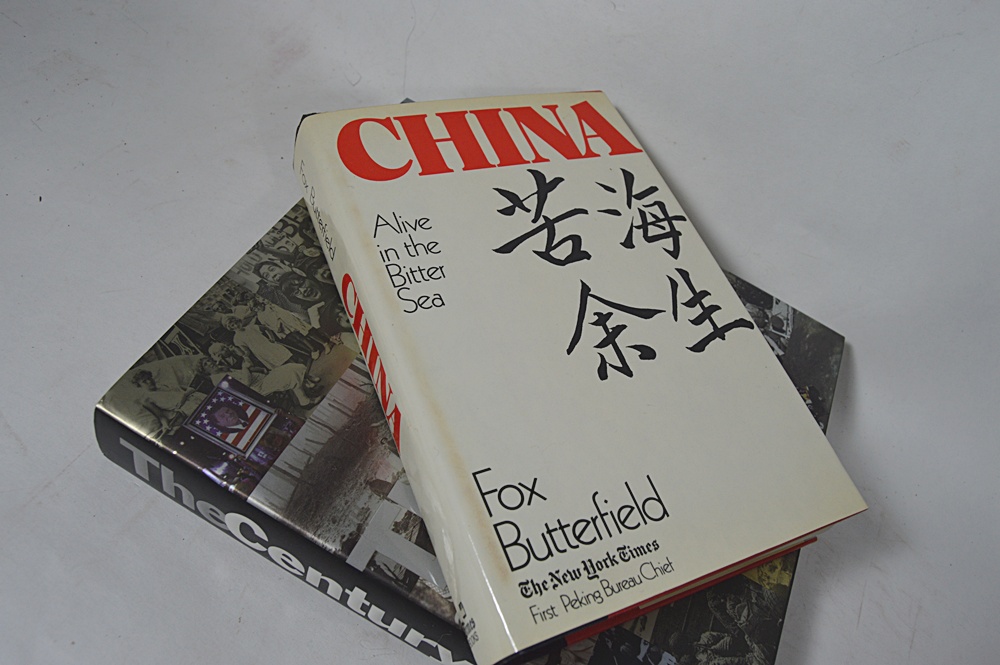 CHINA
Alive
in the
Bitter
Sea
苦海
余生
Fox
Butterfield
The New York Times
First Peking Bureau Chief
Fox Butterfield
CHINA
The Century